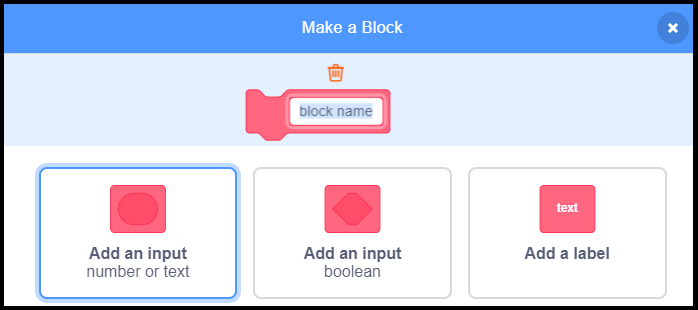 Make a Block
block name
Add an input
number or text
Add an input
boolean
text
Add a label